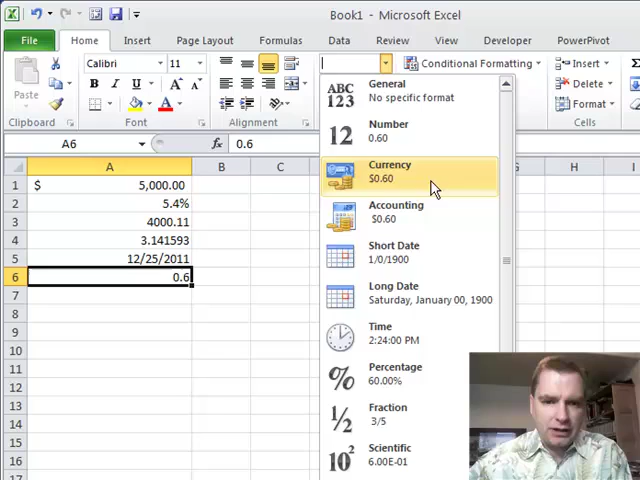 Book1 - Microsoft Excel
File Home Insert Page Layout Formulas Data Review View Developer PowerPivot
Calibri 11
Paste
B I U A A
Conditional Formatting
Insert
Delete
Format
Clipboard Font Cells
A6 fx 0.6
A B C H I
1 $ 5,000.00
2 5.4%
3 4000.11
4 3.141593
5 12/25/2011
6 0.6
7
8
9
10
11
12
13
14
15
16
17
ABC
123
General
No specific format
12
Number
0.60
Currency
$0.60
Accounting
$0.60
Short Date
1/0/1900
Long Date
Saturday, January 00, 1900
Time
2:24:00 PM
%
Percentage
60.00%
½
Fraction
3/5
10²
Scientific
6.00E-01